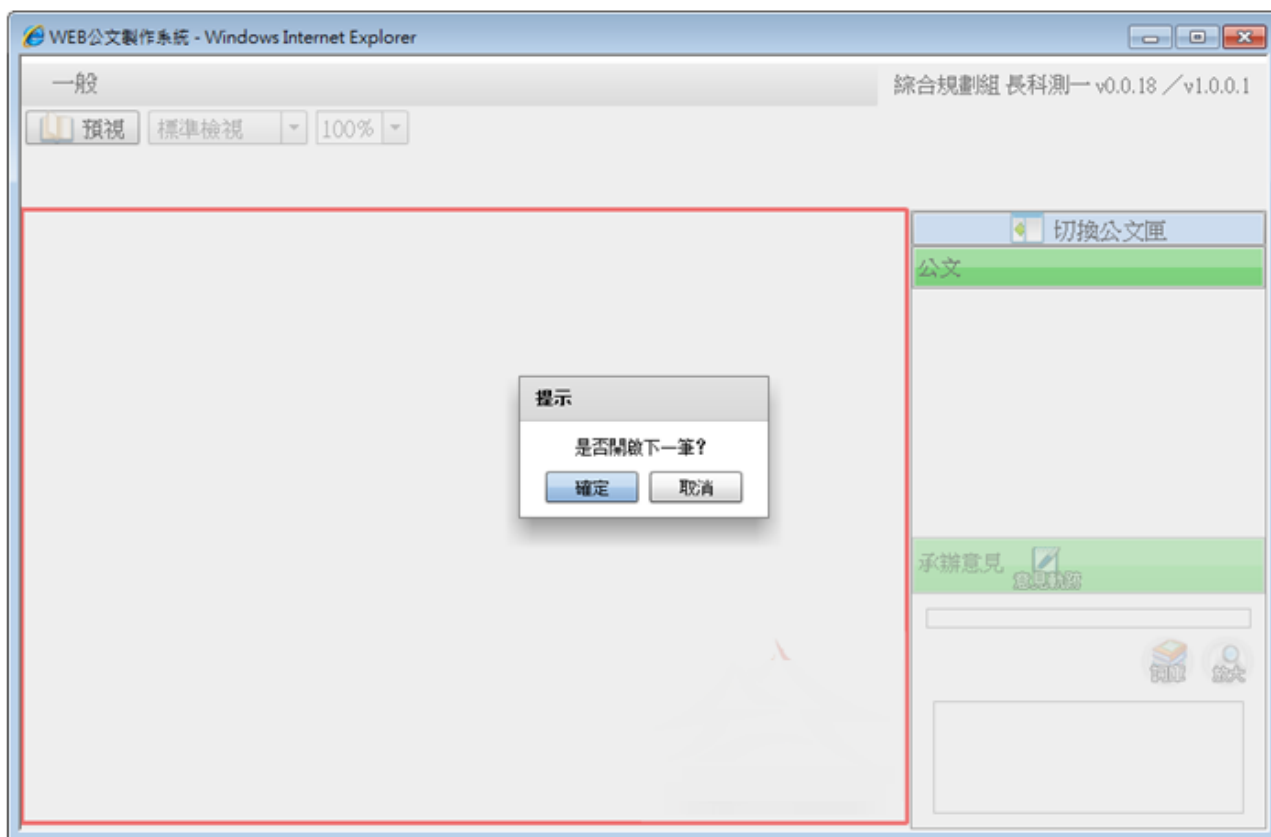 WEB公文製作系統 - Windows Internet Explorer
一般
綜合規劃組 長科測一 v0.0.18 ／v1.0.0.1
預視
標準檢視
100%
切換公文匣
公文
提示
是否開啟下一筆?
確定
取消
承辦意見
意見軌跡
詞庫
放大